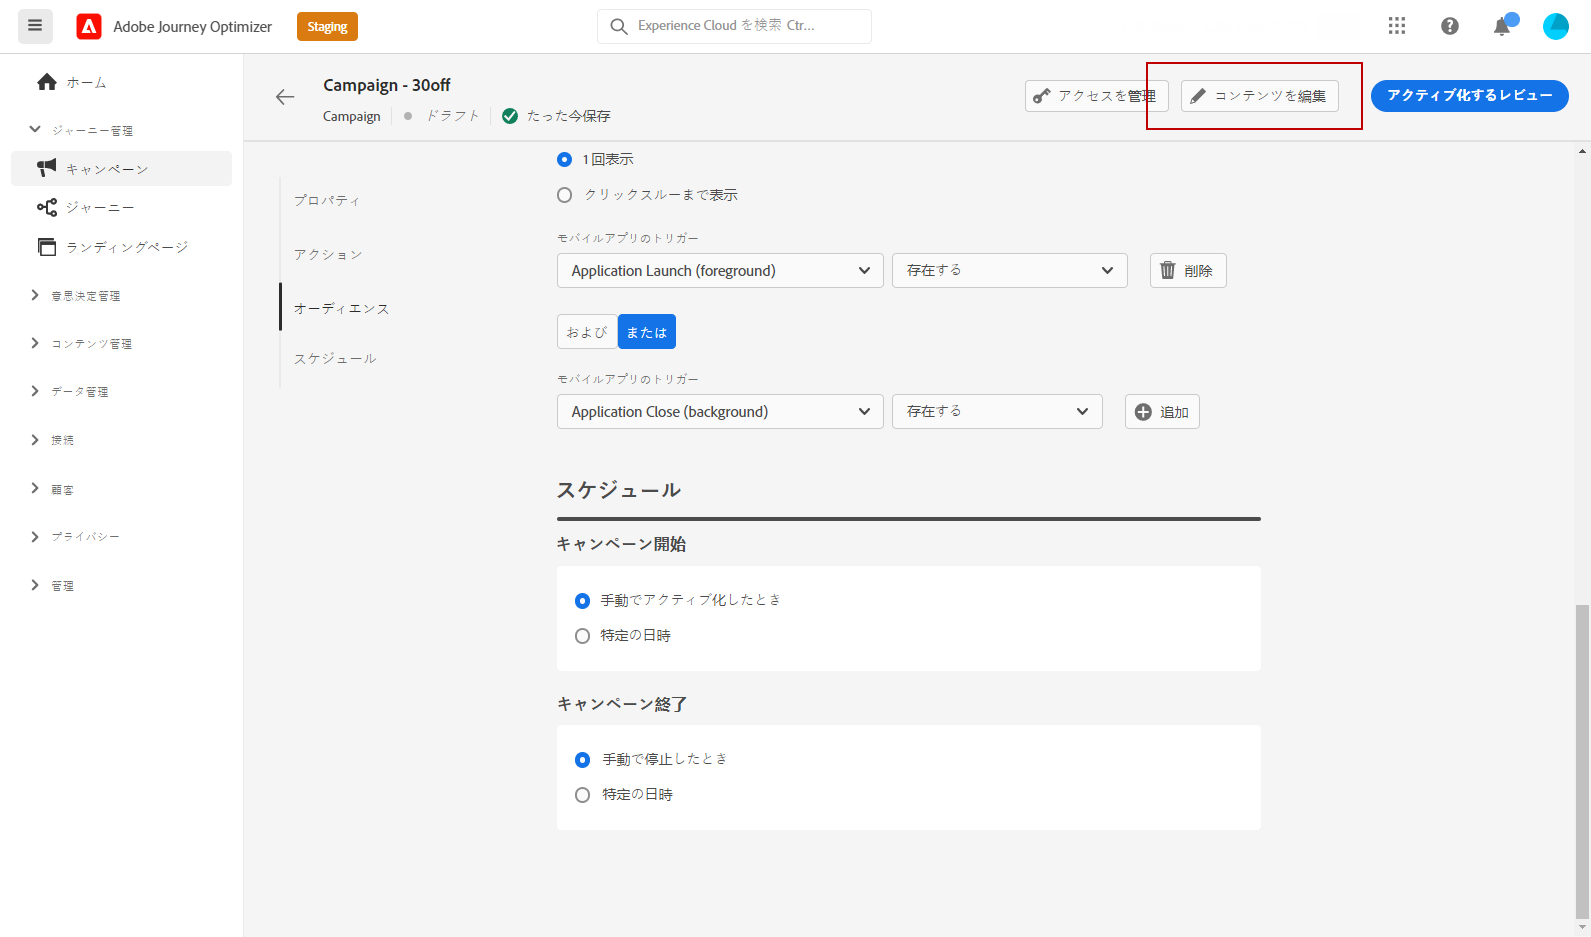 Adobe Journey Optimizer
Staging
Experience Cloud を検索 Ctr...
ホーム
ジャーニー管理
キャンペーン
ジャーニー
ランディングページ
意思決定管理
コンテンツ管理
データ管理
接続
顧客
プライバシー
管理
Campaign - 30off
Campaign
ドラフト
たった今保存
アクセスを管理
コンテンツを編集
アクティブ化するレビュー
プロパティ
アクション
オーディエンス
スケジュール
1回表示
クリックスルーまで表示
モバイルアプリのトリガー
Application Launch (foreground)
存在する
削除
および
または
モバイルアプリのトリガー
Application Close (background)
存在する
追加
スケジュール
キャンペーン開始
手動でアクティブ化したとき
特定の日時
キャンペーン終了
手動で停止したとき
特定の日時